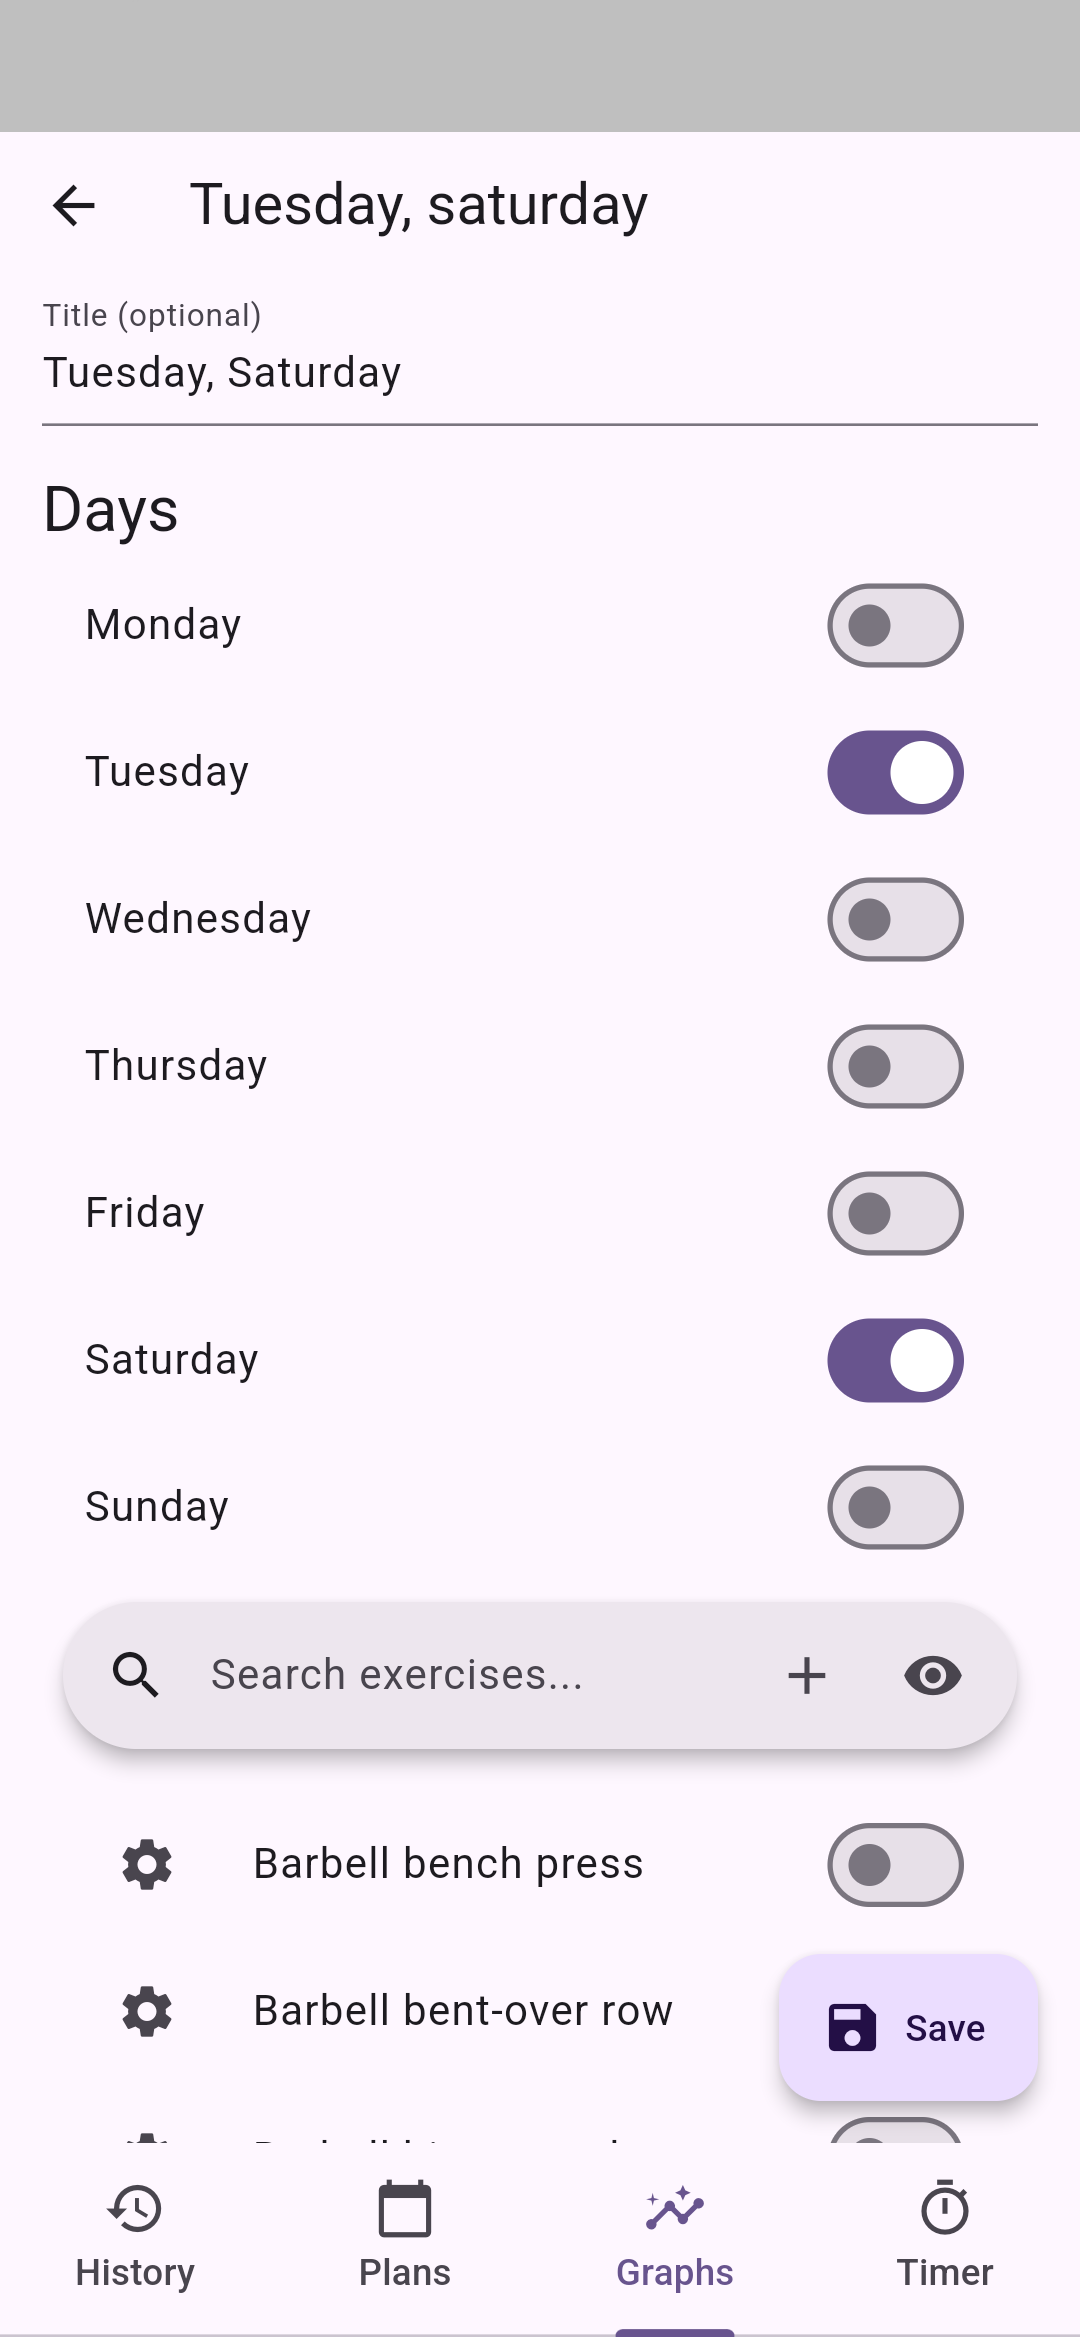 Tuesday, saturday
Title (optional)
Tuesday, Saturday
Days
Monday
Tuesday
Wednesday
Thursday
Friday
Saturday
Sunday
Search exercises...
Barbell bench press
Barbell bent-over row
Save
History
Plans
Graphs
Timer